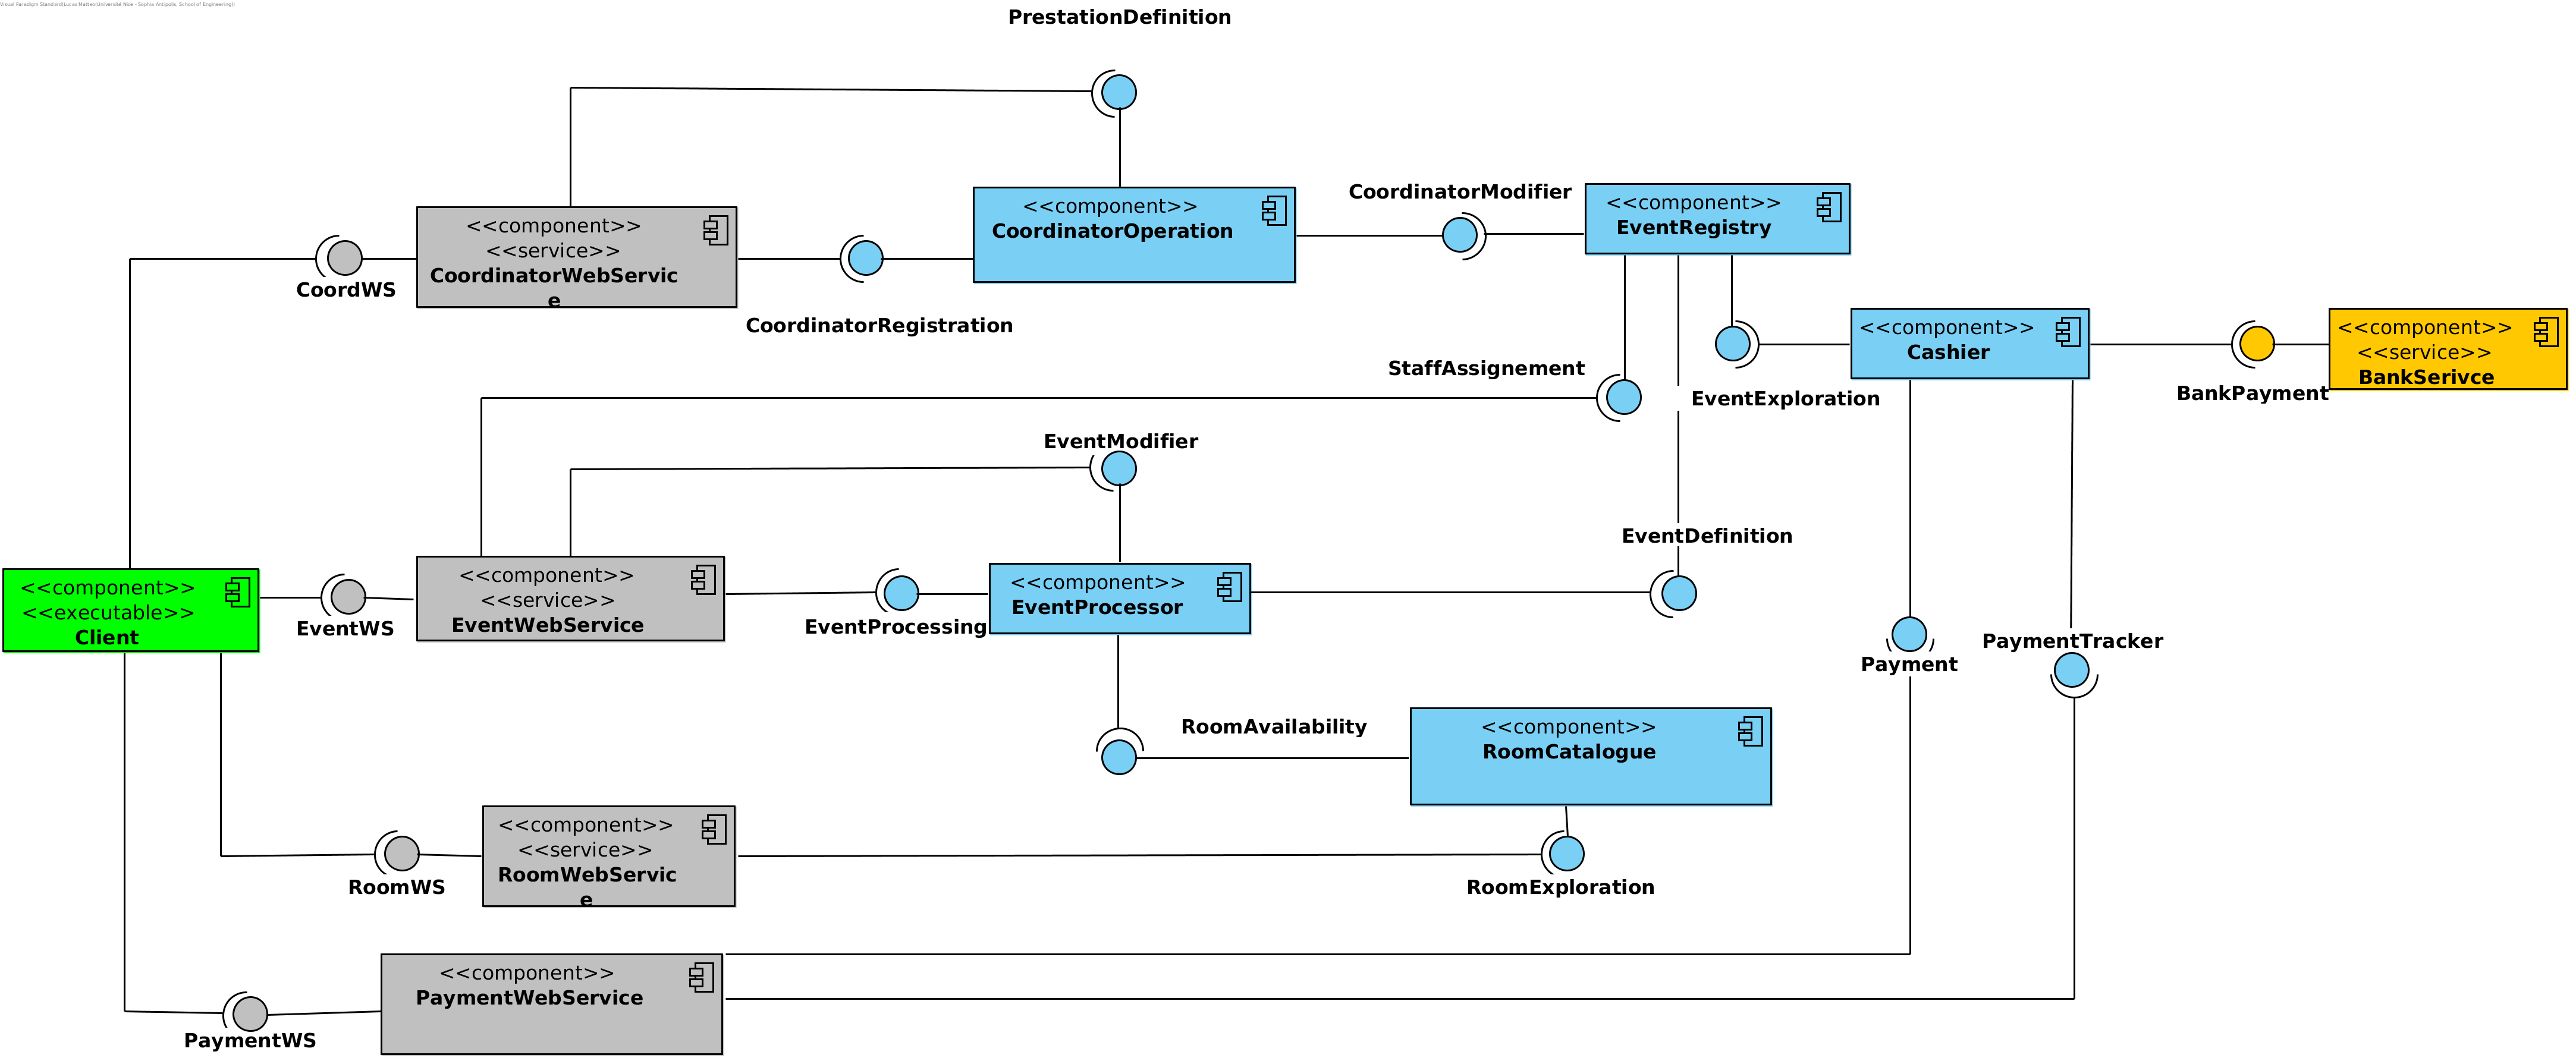 Visual Paradigm Standard(Lucas Matteo(Université Nice - Sophia Antipolis, School of Engineering))
PrestationDefinition
CoordinatorModifier
<<component>>
EventRegistry
<<component>>
CoordinatorOperation
<<component>>
<<service>>
CoordinatorWebServic
e
CoordWS
CoordinatorRegistration
<<component>>
Cashier
<<component>>
<<service>>
BankSerivce
BankPayment
StaffAssignement
EventExploration
EventModifier
EventDefinition
<<component>>
<<executable>>
Client
EventWS
<<component>>
<<service>>
EventWebService
EventProcessing
<<component>>
EventProcessor
Payment
PaymentTracker
RoomAvailability
<<component>>
RoomCatalogue
<<component>>
<<service>>
RoomWebServic
e
RoomWS
RoomExploration
<<component>>
PaymentWebService
PaymentWS